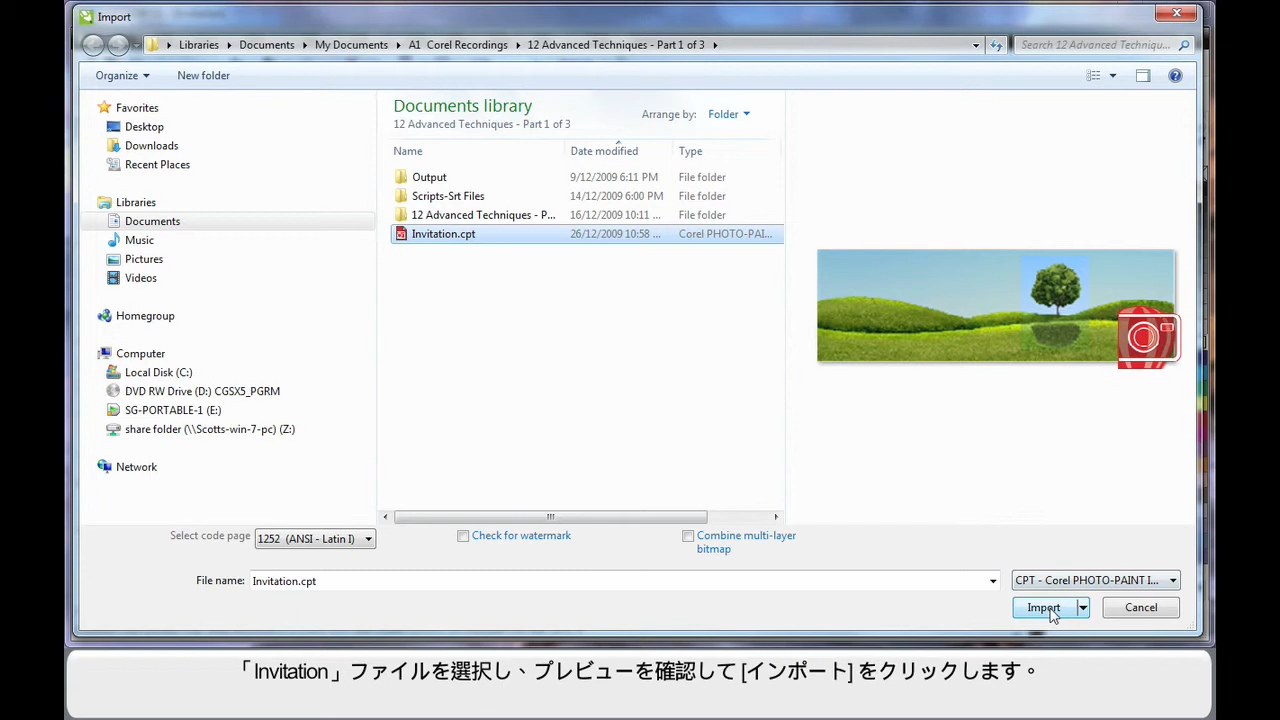 Import
Libraries Documents My Documents A1 Corel Recordings 12 Advanced Techniques - Part 1 of 3
Search 12 Advanced Techniqu...
Organize New folder
Favorites
Desktop
Downloads
Recent Places
Libraries
Documents
Music
Pictures
Videos
Homegroup
Computer
Local Disk (C:)
DVD RW Drive (D:) CGSX5_PGRM
SG-PORTABLE-1 (E:)
share folder (\\Scotts-win-7-pc) (Z:)
Network
Documents library
12 Advanced Techniques - Part 1 of 3
Arrange by: Folder
Name Date modified Type
Output 9/12/2009 6:11 PM File folder
Scripts-Srt Files 14/12/2009 6:00 PM File folder
12 Advanced Techniques - P... 16/12/2009 10:11 ... File folder
Invitation.cpt 26/12/2009 10:58 ... Corel PHOTO-PAI...
Select code page 1252 (ANSI - Latin I)
Check for watermark
Combine multi-layer
bitmap
File name: Invitation.cpt
CPT - Corel PHOTO-PAINT I...
Import Cancel
「Invitation」ファイルを選択し、プレビューを確認して [インポート] をクリックします。